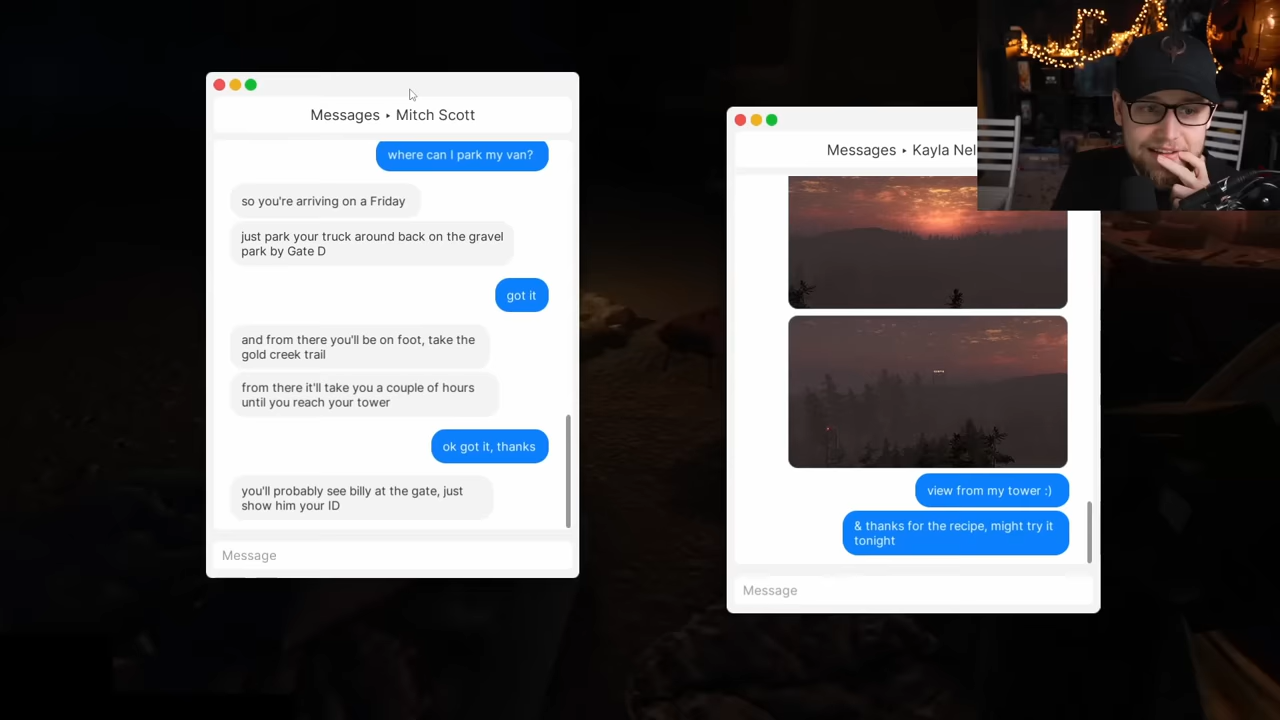 Messages ‣ Mitch Scott
where can I park my van?
so you're arriving on a Friday
just park your truck around back on the gravel
park by Gate D
got it
and from there you'll be on foot, take the
gold creek trail
from there it'll take you a couple of hours
until you reach your tower
ok got it, thanks
you'll probably see billy at the gate, just
show him your ID
Message
Messages ‣ Kayla Nel
view from my tower :)
& thanks for the recipe, might try it
tonight
Message